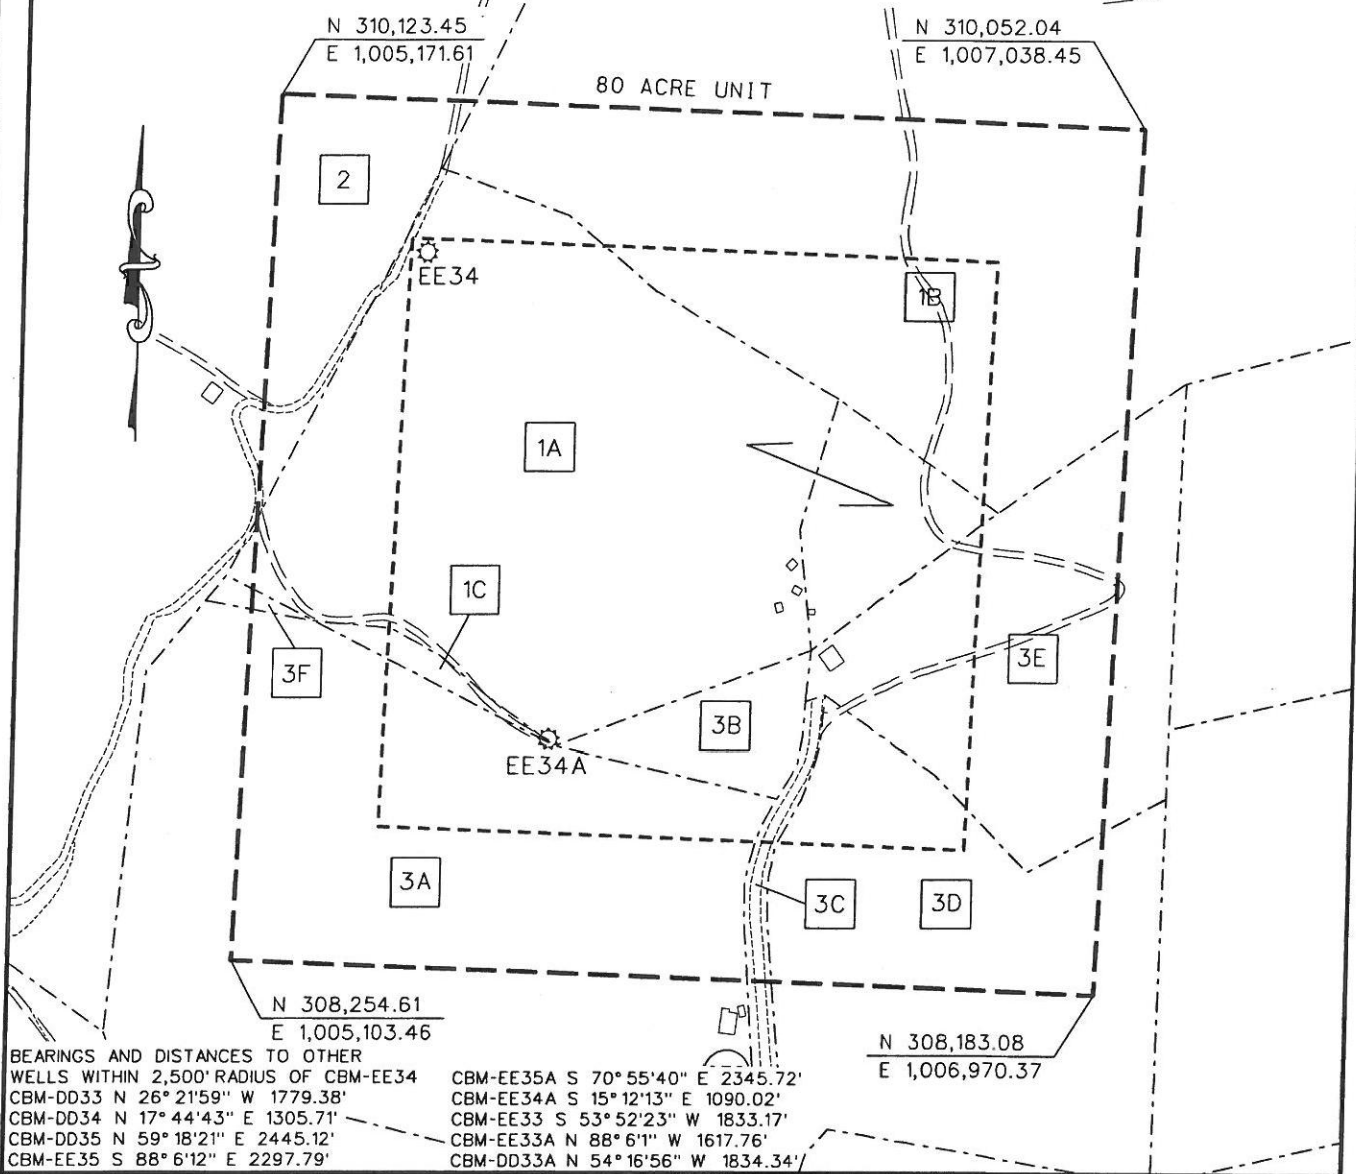 N 310,123.45
E 1,005,171.61
N 310,052.04
E 1,007,038.45
80 ACRE UNIT
2
EE34
1B
1A
1C
3F
3E
3B
EE34A
3A
3C
3D
N 308,254.61
E 1,005,103.46
N 308,183.08
E 1,006,970.37
BEARINGS AND DISTANCES TO OTHER
WELLS WITHIN 2,500' RADIUS OF CBM-EE34
CBM-DD33 N 26° 21'59" W 1779.38'
CBM-DD34 N 17° 44'43" E 1305.71'
CBM-DD35 N 59° 18'21" E 2445.12'
CBM-EE35 S 88° 6'12" E 2297.79'
CBM-EE35A S 70° 55'40" E 2345.72'
CBM-EE34A S 15° 12'13" E 1090.02'
CBM-EE33 S 53° 52'23" W 1833.17'
CBM-EE33A N 88° 6'1" W 1617.76'
CBM-DD33A N 54° 16'56" W 1834.34'